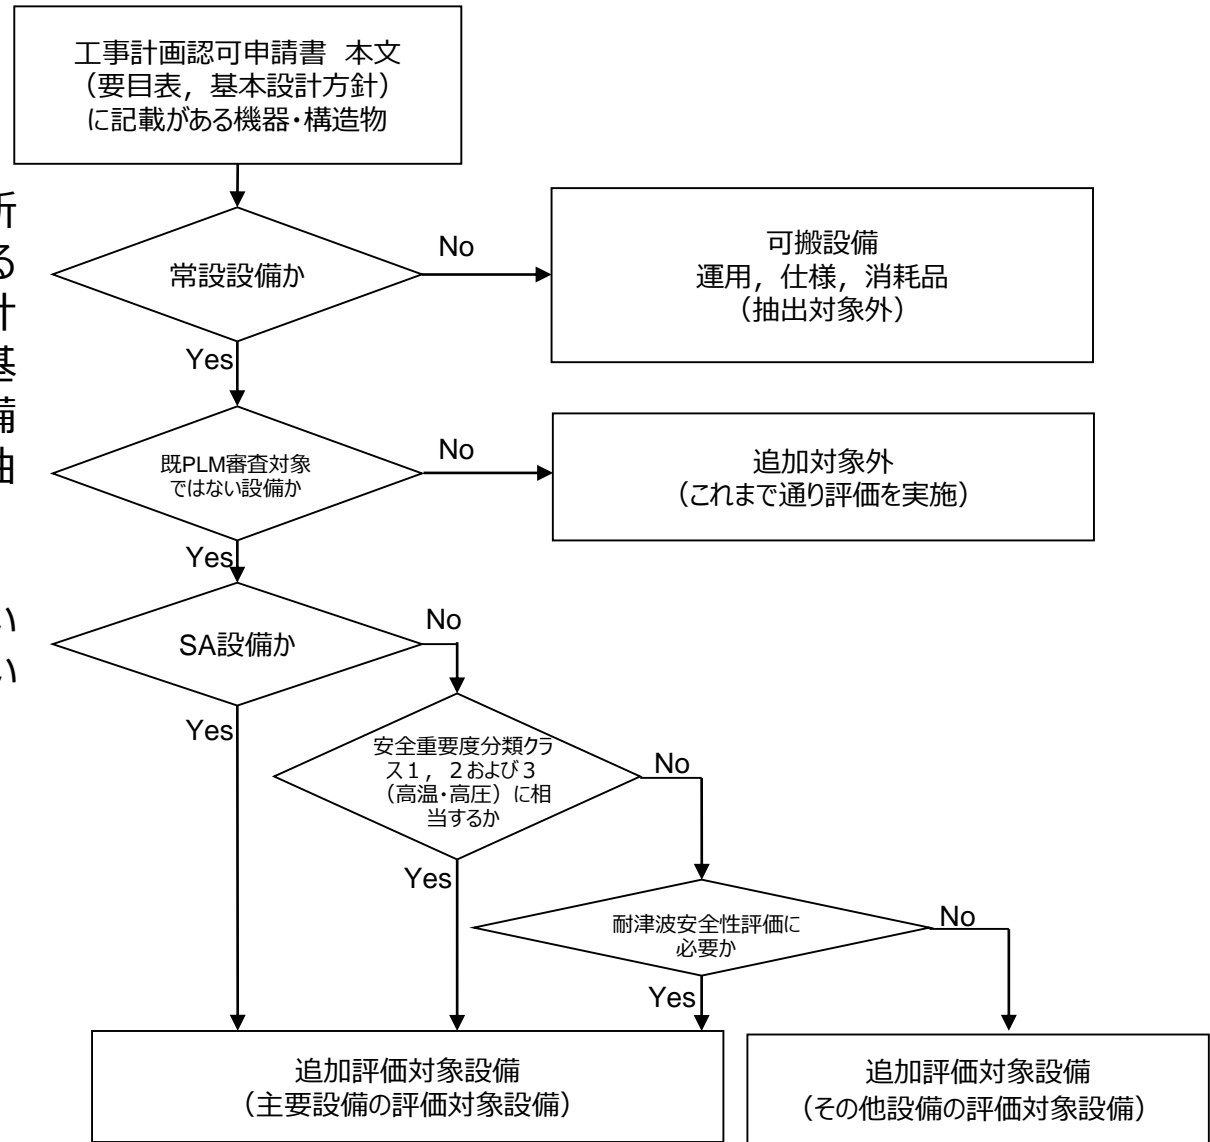 工事計画認可申請書 本文
（要目表，基本設計方針）
に記載がある機器・構造物
所
る
計
基
備
抽
い
い
常設設備か
No
Yes
可搬設備
運用，仕様，消耗品
（抽出対象外）
既PLM審査対象
ではない設備か
No
Yes
追加対象外
（これまで通り評価を実施）
SA設備か
No
Yes
安全重要度分類クラ
ス１，２および３
（高温・高圧）に相
当するか
No
Yes
耐津波安全性評価に
必要か
No
Yes
追加評価対象設備
（主要設備の評価対象設備）
追加評価対象設備
（その他設備の評価対象設備）